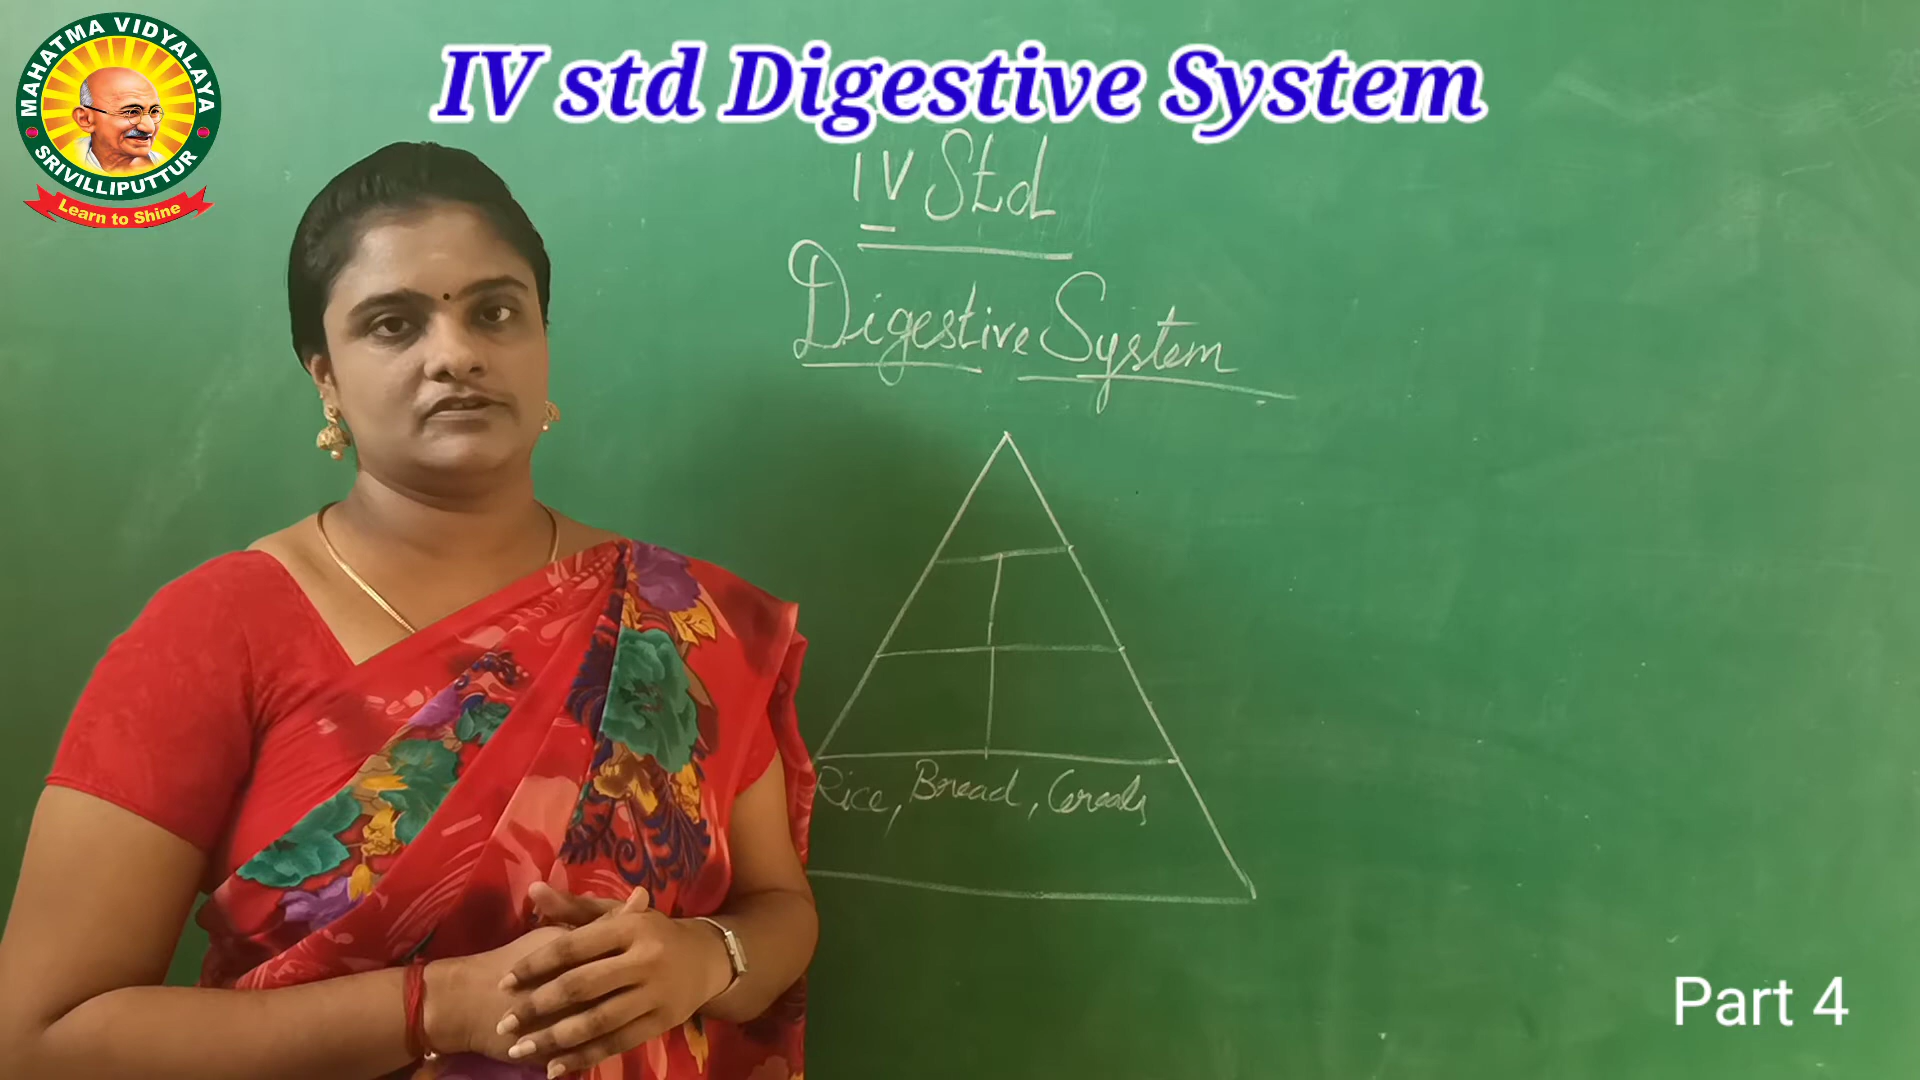 MAHATMA VIDYALAYA
SRIVILLIPUTTUR
Learn to Shine
IV std Digestive System
IV Std
Digestive System
Rice, Bread, Cereals
Part 4